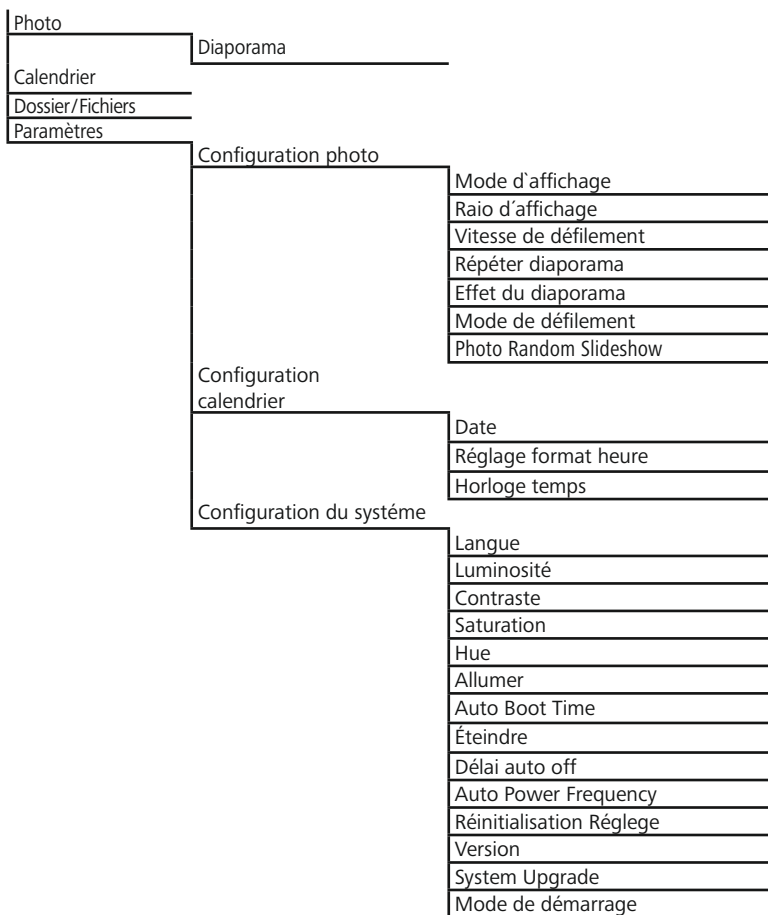 Photo
Diaporama
Calendrier
Dossier/Fichiers
Paramètres
Configuration photo
Mode d`affichage
Raio d´affichage
Vitesse de défilement
Répéter diaporama
Effet du diaporama
Mode de défilement
Photo Random Slideshow
Configuration
calendrier
Date
Réglage format heure
Horloge temps
Configuration du systéme
Langue
Luminosité
Contraste
Saturation
Hue
Allumer
Auto Boot Time
Éteindre
Délai auto off
Auto Power Frequency
Réinitialisation Réglege
Version
System Upgrade
Mode de démarrage